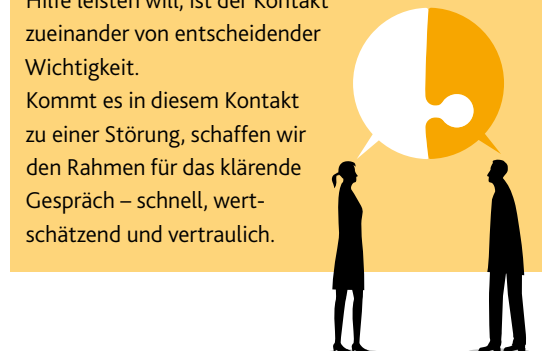 Hilfe leisten will, ist der Kontakt
zueinander von entscheidender
Wichtigkeit.
Kommt es in diesem Kontakt
zu einer Störung, schaffen wir
den Rahmen für das klärende
Gespräch – schnell, wert-
schätzend und vertraulich.